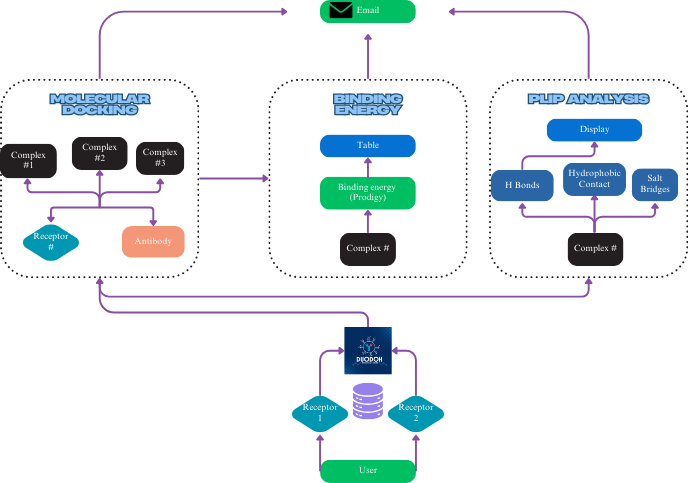 Email
MOLECULAR
DOCKING
BINDING
ENERGY
PLIP ANALYSIS
Complex
#1
Complex
#2
Complex
#3
Receptor
#
Antibody
Table
Binding energy
(Prodigy)
Complex #
Display
H Bonds
Hydrophobic
Contact
Salt
Bridges
Complex #
Receptor
1
Receptor
2
User